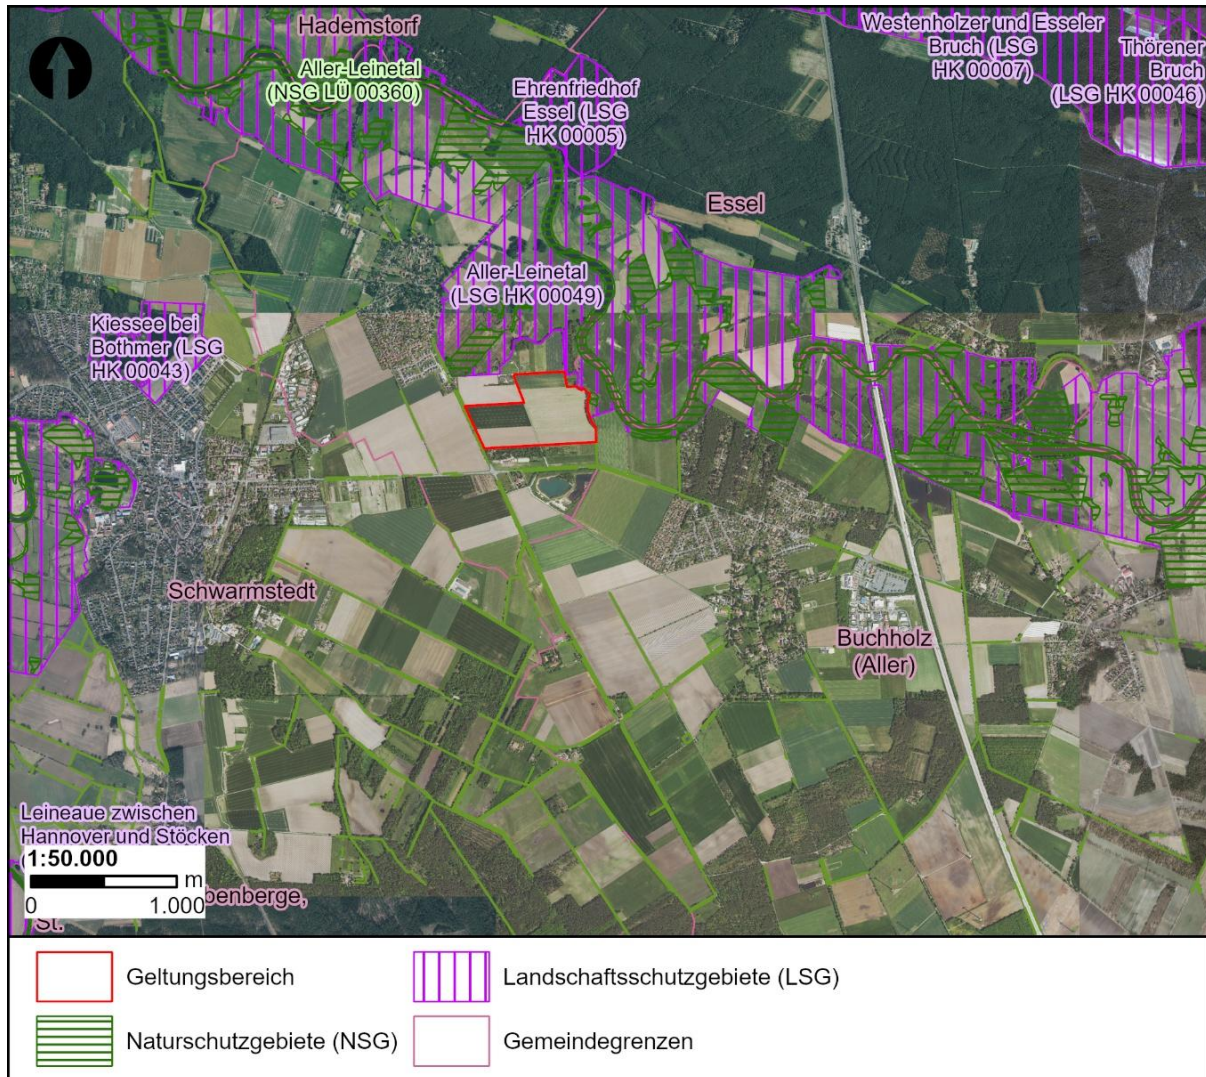 Hademstorf
Aller-Leinetal
(NSG LÜ 00360)
Ehrenfriedhof
Essel (LSG
HK 00005)
Westenholzer und Esseler
Bruch (LSG
HK 00007)
Thörener
Bruch
(LSG HK 00046)
Essel
Aller-Leinetal
(LSG HK 00049)
Kiessee bei
Bothmer (LSG
HK 00043)
Schwarmstedt
Buchholz
(Aller)
Leineaue zwischen
Hannover und Stöcken
(
1:50.000
m
0 1.000
benberge,
St.
Geltungsbereich
Landschaftsschutzgebiete (LSG)
Naturschutzgebiete (NSG)
Gemeindegrenzen